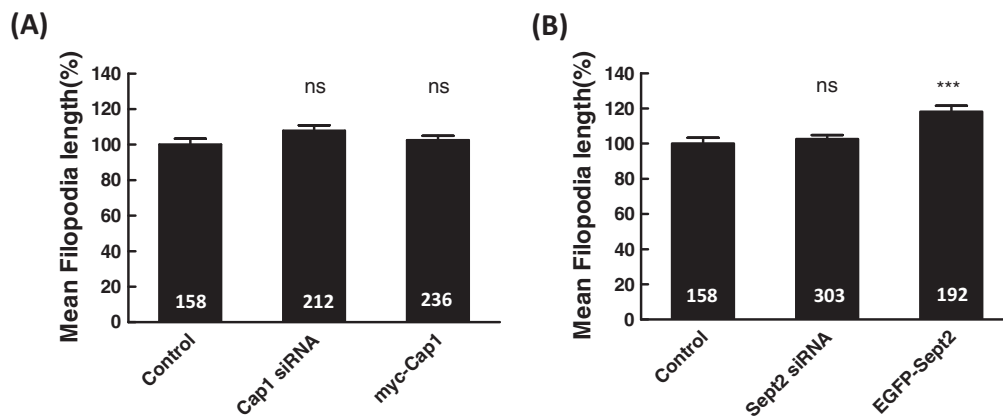 (A)
Mean Filopodia length(%)
140
120
100
80
60
40
20
0
ns
ns
158
212
236
Control
Cap1 siRNA
myc-Cap1
(B)
Mean Filopodia length(%)
140
120
100
80
60
40
20
0
ns
***
158
303
192
Control
Sept2 siRNA
EGFP-Sept2